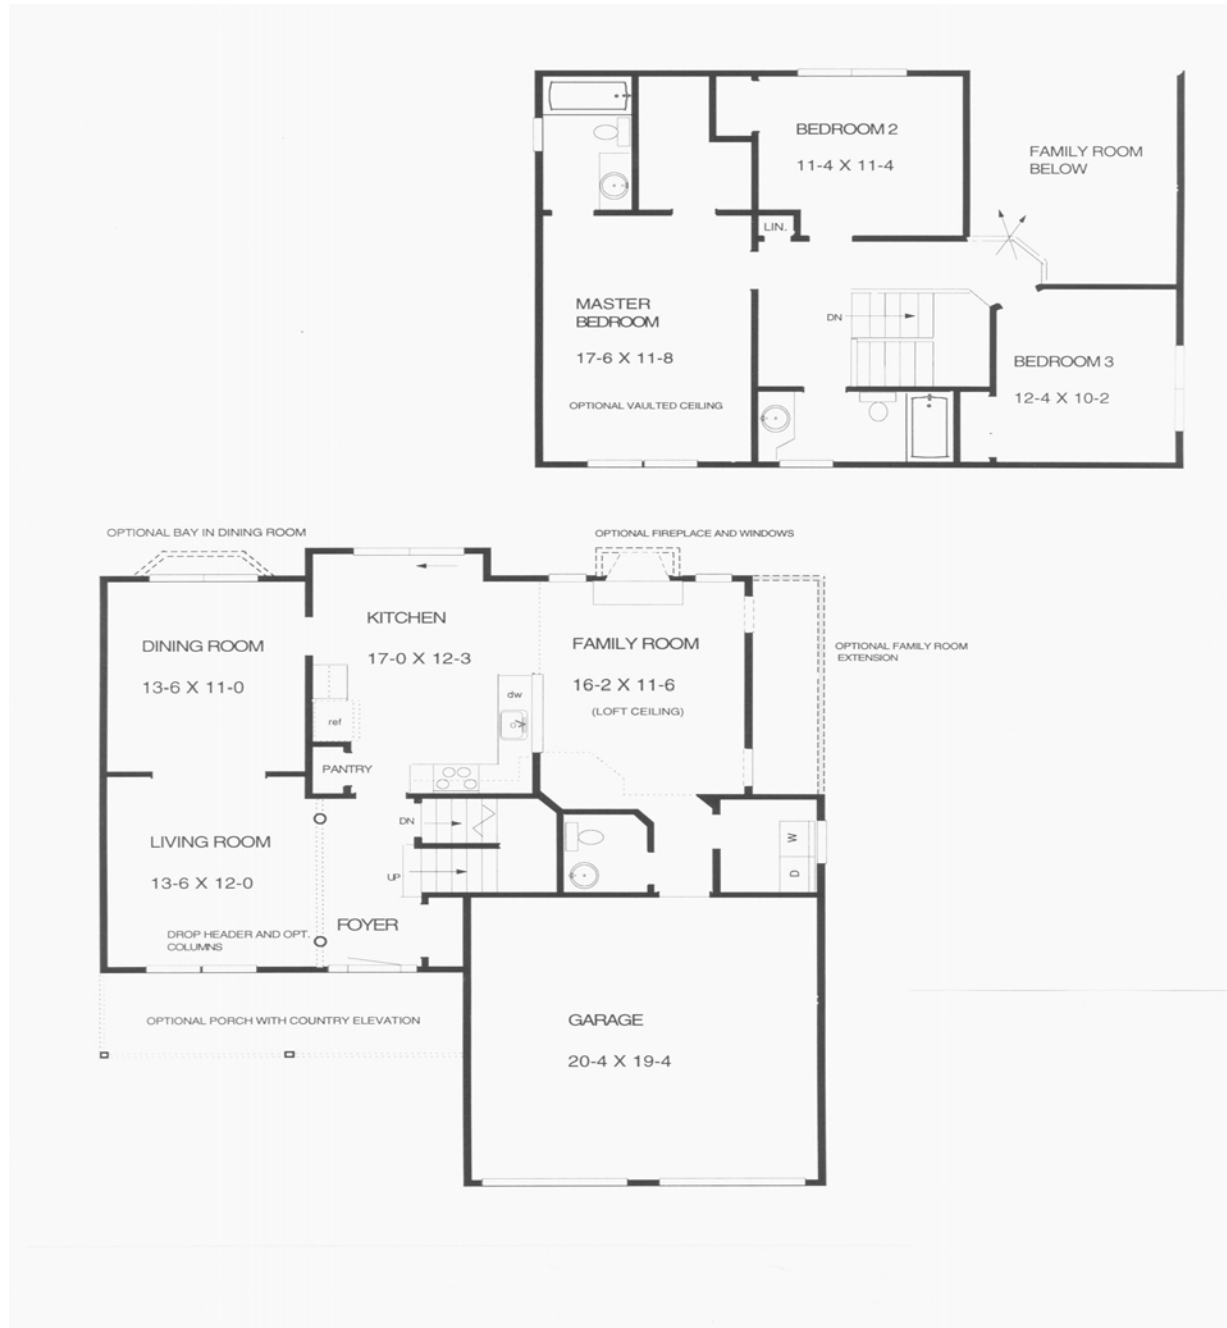 BEDROOM 2
11-4 X 11-4
FAMILY ROOM
BELOW
LIN.
MASTER
BEDROOM
17-6 X 11-8
OPTIONAL VAULTED CEILING
DN
BEDROOM 3
12-4 X 10-2
OPTIONAL BAY IN DINING ROOM
OPTIONAL FIREPLACE AND WINDOWS
DINING ROOM
13-6 X 11-0
KITCHEN
17-0 X 12-3
FAMILY ROOM
16-2 X 11-6
(LOFT CEILING)
OPTIONAL FAMILY ROOM
EXTENSION
dw
ref
PANTRY
LIVING ROOM
13-6 X 12-0
DROP HEADER AND OPT.
COLUMNS
DN
UP
FOYER
W
D
OPTIONAL PORCH WITH COUNTRY ELEVATION
GARAGE
20-4 X 19-4